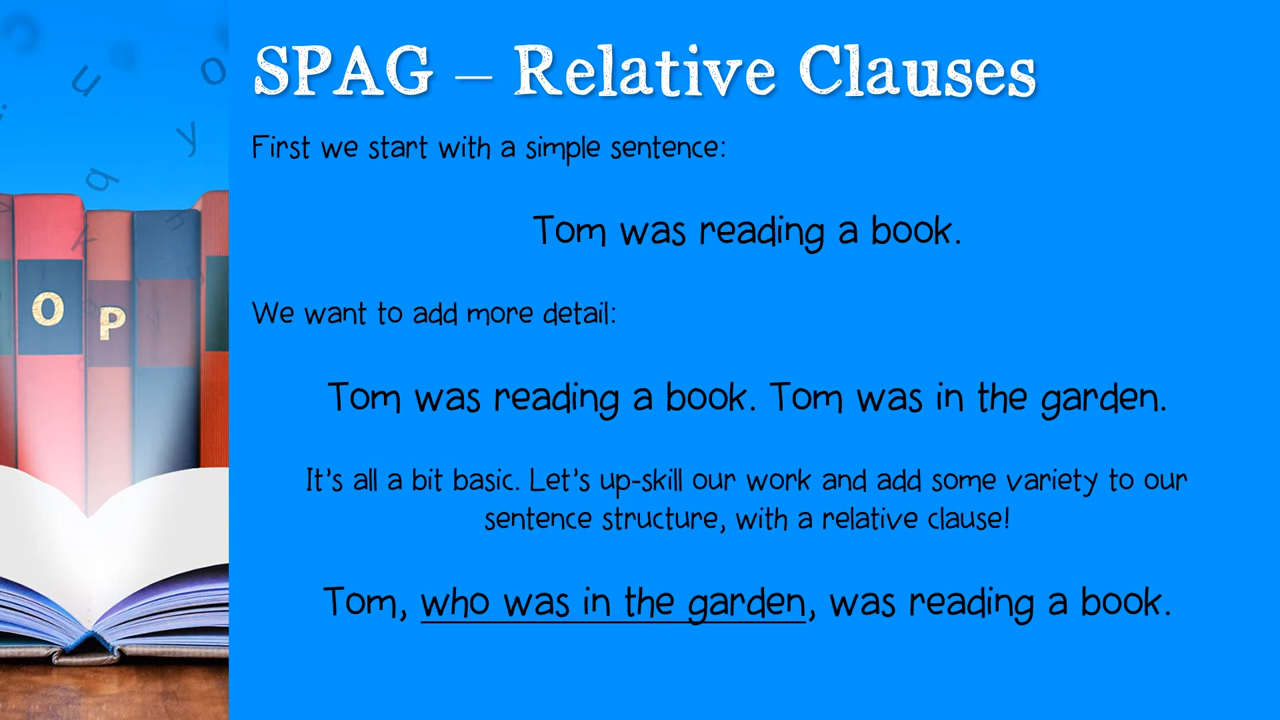 SPAG – Relative Clauses
First we start with a simple sentence:
Tom was reading a book.
We want to add more detail:
Tom was reading a book. Tom was in the garden.
It's all a bit basic. Let's up-skill our work and add some variety to our
sentence structure, with a relative clause!
Tom, who was in the garden, was reading a book.
u
o
y
q
k
O
P